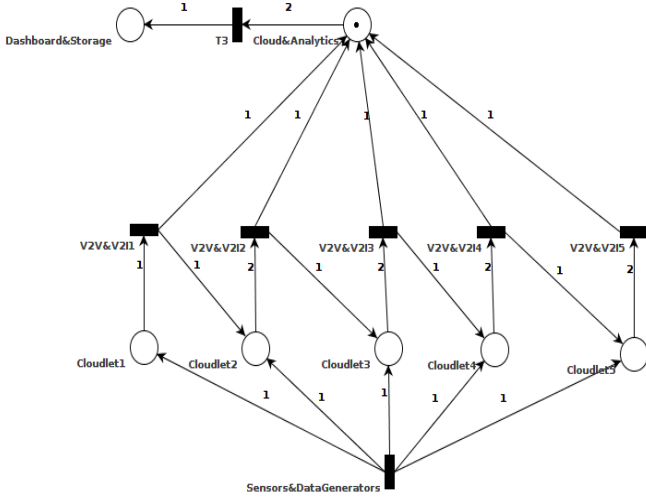 1
2
Dashboard&Storage
T3
Cloud&Analytics
1
1
1
1
1
V2V&V2I1
V2V&V2I2
V2V&V2I3
V2V&V2I4
V2V&V2I5
1
1
2
1
2
1
2
1
2
Cloudlet1
Cloudlet2
Cloudlet3
Cloudlet4
Cloudlet5
1
1
1
1
1
Sensors&DataGenerators